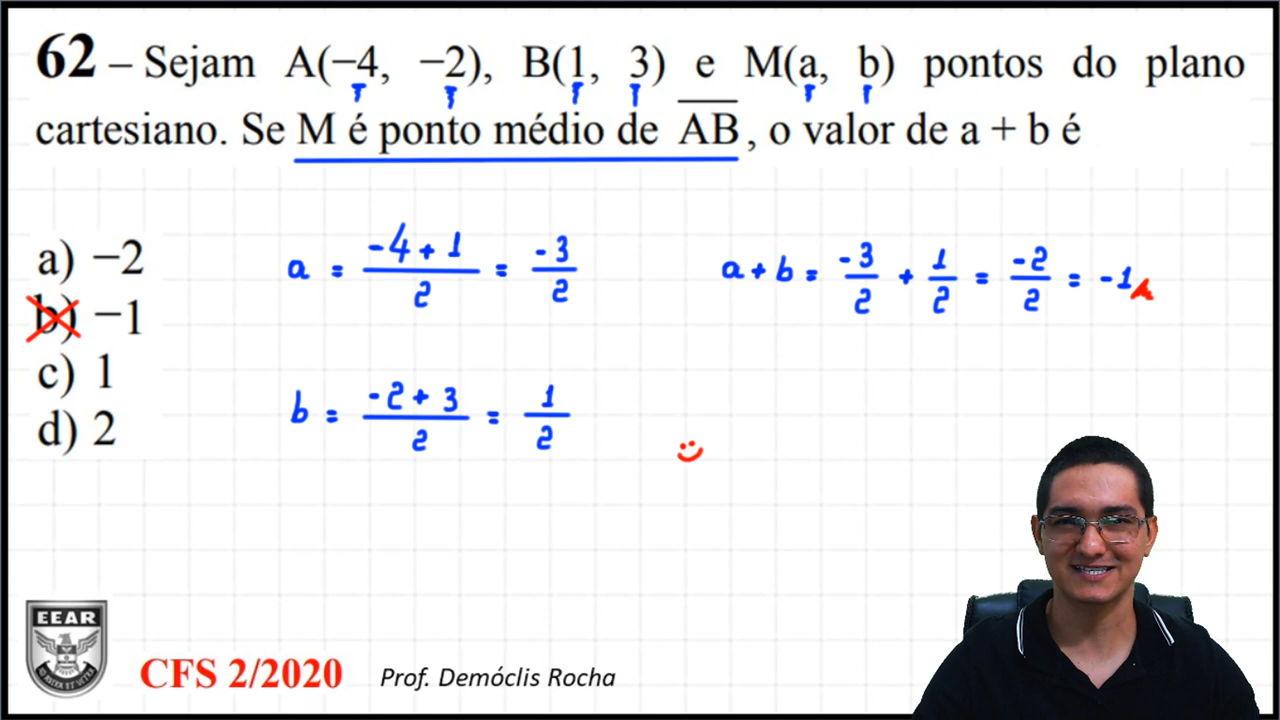 62 – Sejam A(−4, −2), B(1, 3) e M(a, b) pontos do plano
cartesiano. Se M é ponto médio de A̅B̅, o valor de a + b é
a) −2
b) −1
c) 1
d) 2
a = (-4 + 1)/2 = -3/2
a + b = -3/2 + 1/2 = -2/2 = -1
b = (-2 + 3)/2 = 1/2
EEAR
CFS 2/2020
Prof. Demóclis Rocha